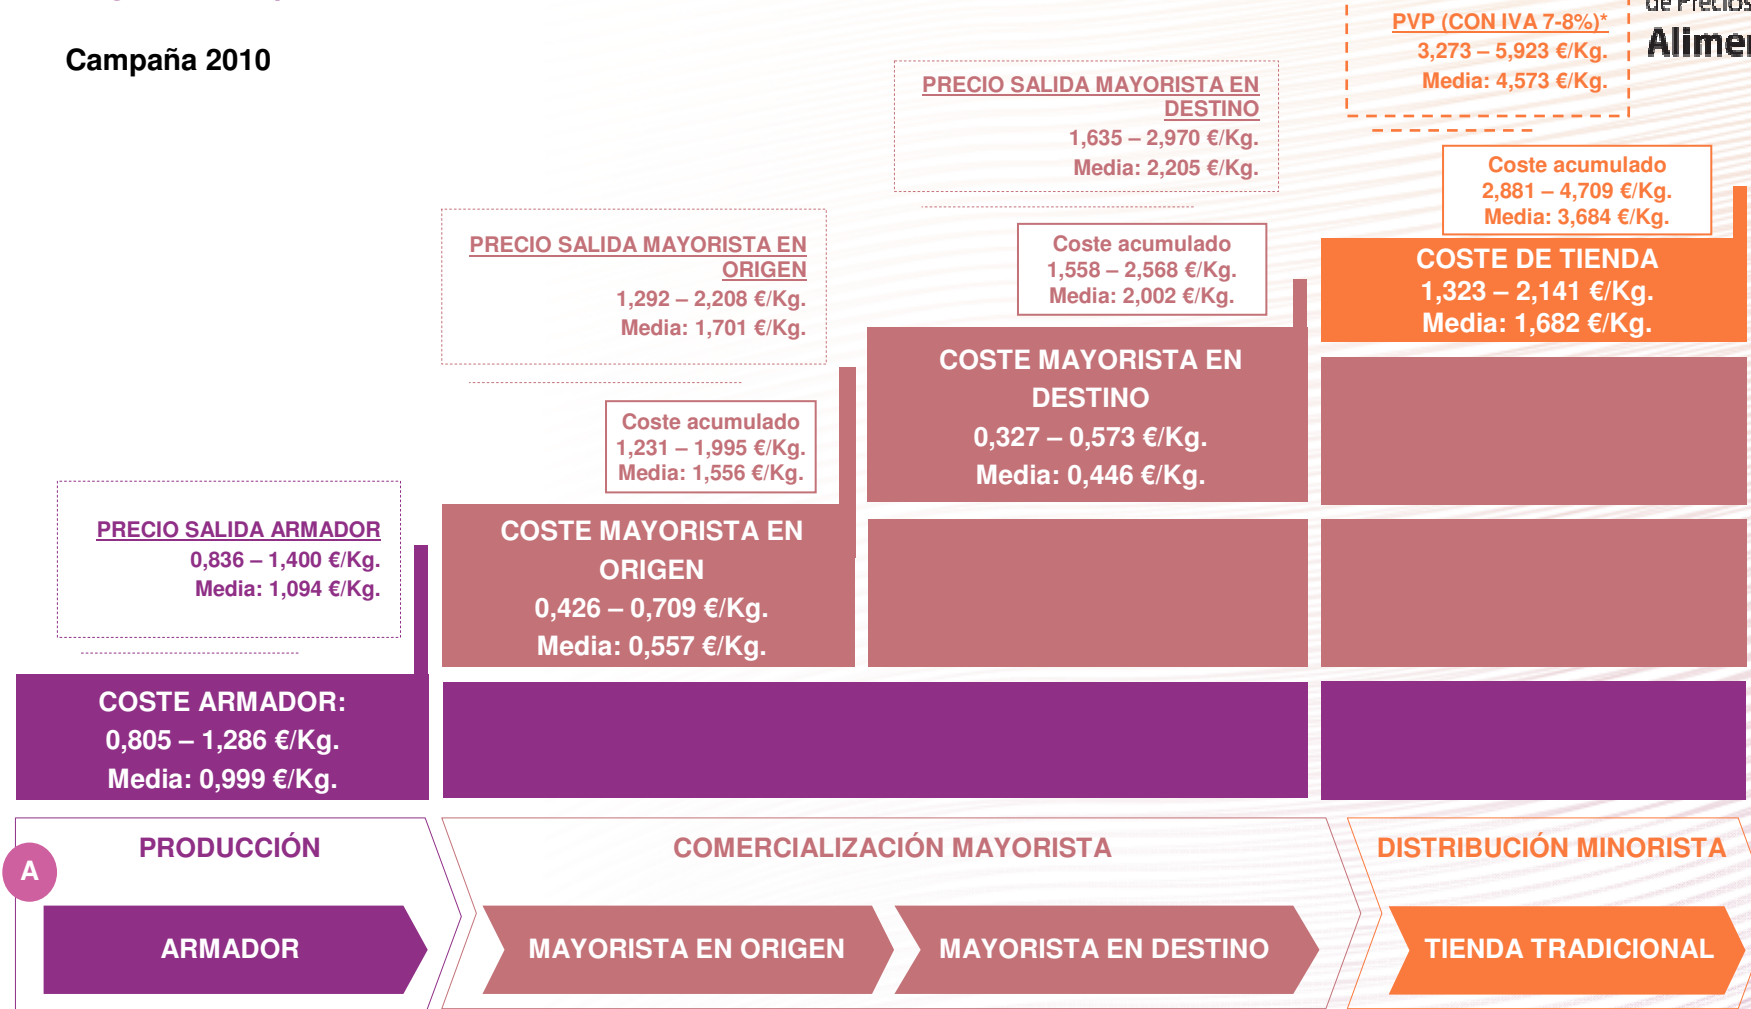 Campaña 2010
de Precios
Alimen
PVP (CON IVA 7-8%)*
3,273 – 5,923 €/Kg.
Media: 4,573 €/Kg.
PRECIO SALIDA MAYORISTA EN
DESTINO
1,635 – 2,970 €/Kg.
Media: 2,205 €/Kg.
Coste acumulado
2,881 – 4,709 €/Kg.
Media: 3,684 €/Kg.
PRECIO SALIDA MAYORISTA EN
ORIGEN
1,292 – 2,208 €/Kg.
Media: 1,701 €/Kg.
Coste acumulado
1,558 – 2,568 €/Kg.
Media: 2,002 €/Kg.
COSTE DE TIENDA
1,323 – 2,141 €/Kg.
Media: 1,682 €/Kg.
COSTE MAYORISTA EN
DESTINO
0,327 – 0,573 €/Kg.
Media: 0,446 €/Kg.
Coste acumulado
1,231 – 1,995 €/Kg.
Media: 1,556 €/Kg.
PRECIO SALIDA ARMADOR
0,836 – 1,400 €/Kg.
Media: 1,094 €/Kg.
COSTE MAYORISTA EN
ORIGEN
0,426 – 0,709 €/Kg.
Media: 0,557 €/Kg.
COSTE ARMADOR:
0,805 – 1,286 €/Kg.
Media: 0,999 €/Kg.
PRODUCCIÓN
COMERCIALIZACIÓN MAYORISTA
DISTRIBUCIÓN MINORISTA
A
ARMADOR
MAYORISTA EN ORIGEN
MAYORISTA EN DESTINO
TIENDA TRADICIONAL